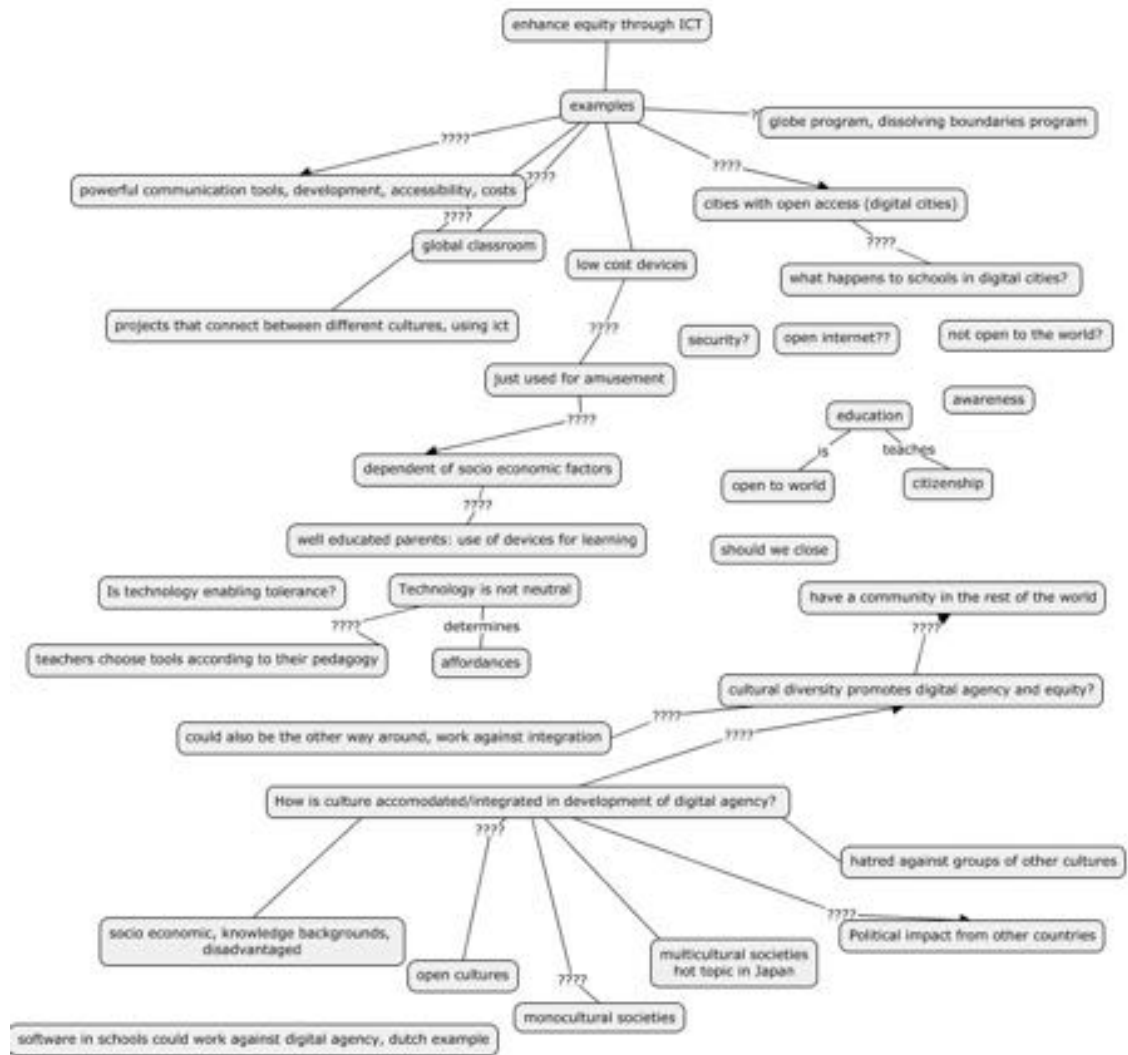 enhance equity through ICT
examples
?
globe program, dissolving boundaries program
????
????
powerful communication tools, development, accessibility, costs
????
cities with open access (digital cities)
????
global classroom
????
low cost devices
what happens to schools in digital cities?
projects that connect between different cultures, using ict
????
security?
open internet??
not open to the world?
just used for amusement
awareness
education
????
is
teaches
dependent of socio economic factors
open to world
citizenship
????
well educated parents: use of devices for learning
should we close
Is technology enabling tolerance?
Technology is not neutral
have a community in the rest of the world
????
determines
????
teachers choose tools according to their pedagogy
affordances
cultural diversity promotes digital agency and equity?
????
could also be the other way around, work against integration
????
How is culture accomodated/integrated in development of digital agency?
????
hatred against groups of other cultures
????
socio economic, knowledge backgrounds,
disadvantaged
Political impact from other countries
multicultural societies
hot topic in Japan
open cultures
????
monocultural societies
software in schools could work against digital agency, dutch example